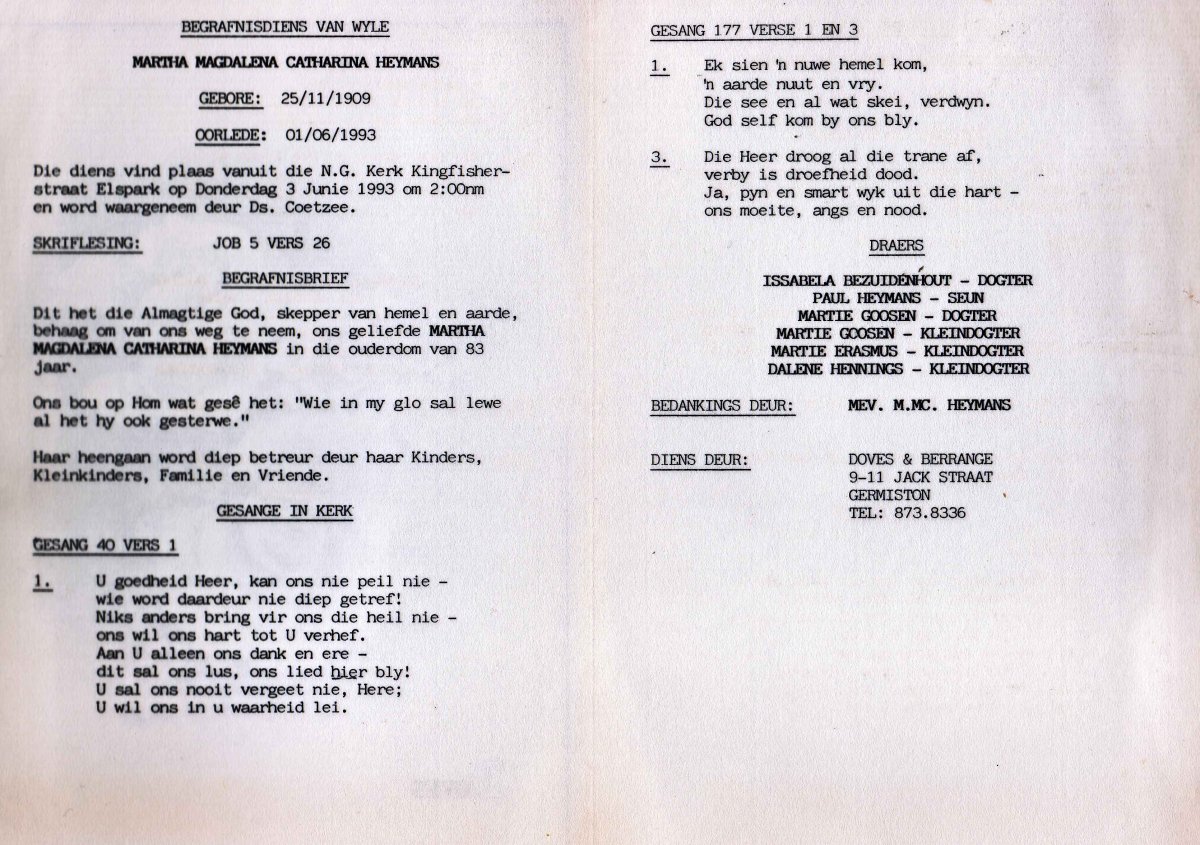 BEGRAFNISDIENS VAN WYLE
MARTHA MAGDALENA CATHARINA HEYMANS
GEBORE: 25/11/1909
OORLEDE: 01/06/1993
Die diens vind plaas vanuit die N.G. Kerk Kingfisher-
straat Elspark op Donderdag 3 Junie 1993 om 2:00nm
en word waargeneem deur Ds. Coetzee.
SKRIFLESING: JOB 5 VERS 26
BEGRAFNISBRIEF
Dit het die Almagtige God, skepper van hemel en aarde,
behaag om van ons weg te neem, ons geliefde MARTHA
MAGDALENA CATHARINA HEYMANS in die ouderdom van 83
jaar.
Ons bou op Hom wat gesê het: "Wie in my glo sal lewe
al het hy ook gesterwe."
Haar heengaan word diep betreur deur haar Kinders,
Kleinkinders, Familie en Vriende.
GESANGE IN KERK
GESANG 40 VERS 1
1. U goedheid Heer, kan ons nie peil nie -
wie word daardeur nie diep getref!
Niks anders bring vir ons die heil nie -
ons wil ons hart tot U verhef.
Aan U alleen ons dank en ere -
dit sal ons lus, ons lied hier bly!
U sal ons nooit vergeet nie, Here;
U wil ons in u waarheid lei.
GESANG 177 VERSE 1 EN 3
1. Ek sien 'n nuwe hemel kom,
'n aarde nuut en vry.
Die see en al wat skei, verdwyn.
God self kom by ons bly.
3. Die Heer droog al die trane af,
verby is droefheid dood.
Ja, pyn en smart wyk uit die hart -
ons moeite, angs en nood.
DRAERS
ISSABELA BEZUIDENHOUT - DOGTER
PAUL HEYMANS - SEUN
MARTIE GOOSEN - DOGTER
MARTIE GOOSEN - KLEINDOGTER
MARTIE ERASMUS - KLEINDOGTER
DALENE HENNINGS - KLEINDOGTER
BEDANKINGS DEUR: MEV. M.MC. HEYMANS
DIENS DEUR: DOVES & BERRANGE
9-11 JACK STRAAT
GERMISTON
TEL: 873.8336